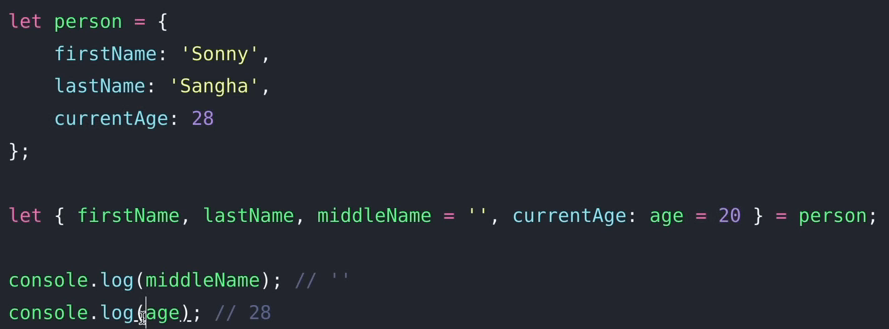 let person = {
    firstName: 'Sonny',
    lastName: 'Sangha',
    currentAge: 28
};
let { firstName, lastName, middleName = '', currentAge: age = 20 } = person;
console.log(middleName); // ''
console.log(age); // 28